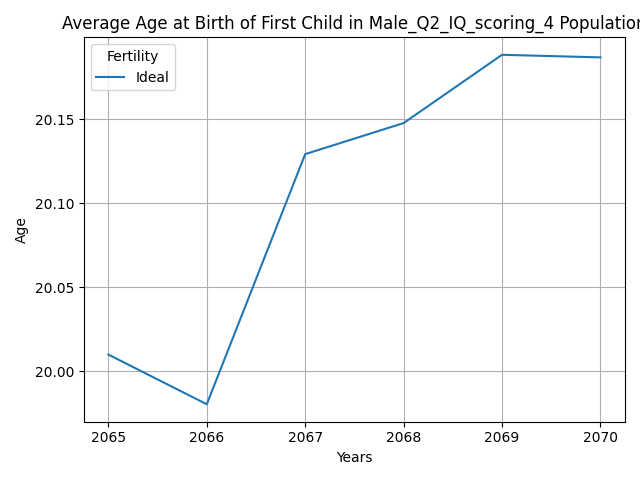 Average Age at Birth of First Child in Male_Q2_IQ_scoring_4 Population
Fertility
Ideal
20.15
20.10
20.05
20.00
Age
2065 2066 2067 2068 2069 2070
Years